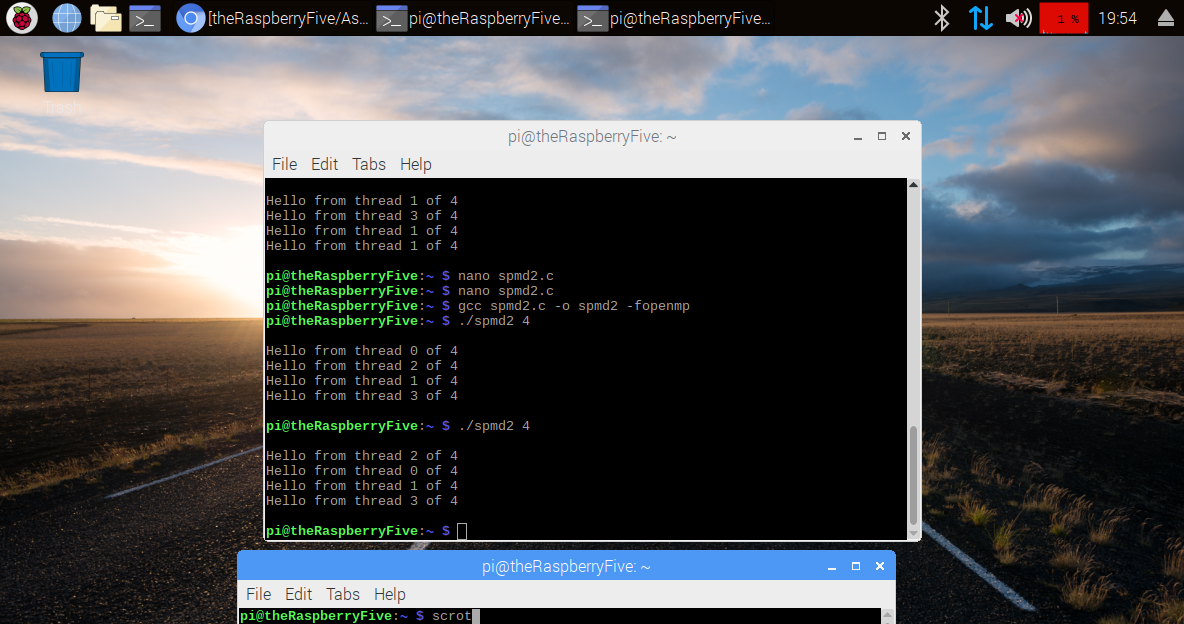 [theRaspberryFive/As... pi@theRaspberryFive... pi@theRaspberryFive... 1 % 19:54
Trash
pi@theRaspberryFive: ~
File Edit Tabs Help
Hello from thread 1 of 4
Hello from thread 3 of 4
Hello from thread 1 of 4
Hello from thread 1 of 4
pi@theRaspberryFive:~ $ nano spmd2.c
pi@theRaspberryFive:~ $ nano spmd2.c
pi@theRaspberryFive:~ $ gcc spmd2.c -o spmd2 -fopenmp
pi@theRaspberryFive:~ $ ./spmd2 4
Hello from thread 0 of 4
Hello from thread 2 of 4
Hello from thread 1 of 4
Hello from thread 3 of 4
pi@theRaspberryFive:~ $ ./spmd2 4
Hello from thread 2 of 4
Hello from thread 0 of 4
Hello from thread 1 of 4
Hello from thread 3 of 4
pi@theRaspberryFive:~ $
pi@theRaspberryFive: ~
File Edit Tabs Help
pi@theRaspberryFive:~ $ scrot